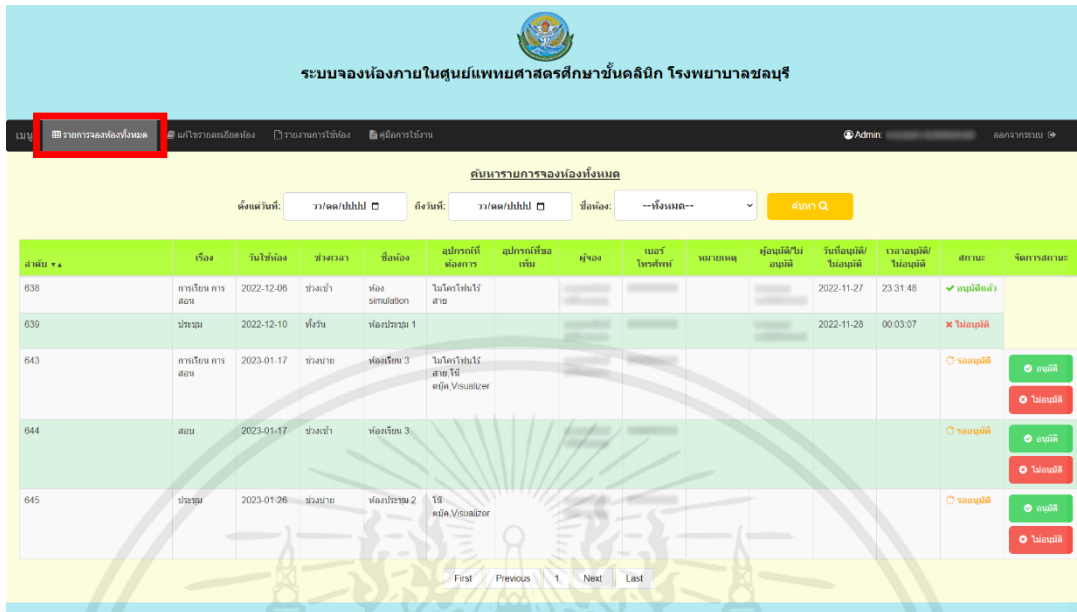 ระบบจองห้องภายในศูนย์แพทยศาสตรศึกษาชั้นคลินิก โรงพยาบาลชลบุรี
เมนู รายการจองห้องทั้งหมด แก้ไขรายละเอียดห้อง รายงานการใช้ห้อง คู่มือการใช้งาน Admin: ออกจากระบบ
ค้นหารายการจองห้องทั้งหมด
ตั้งแต่วันที่: วว/ดด/ปปปป ถึงวันที่: วว/ดด/ปปปป ชื่อห้อง: --ทั้งหมด-- ค้นหา
ลำดับ เรื่อง วันใช้ห้อง ช่วงเวลา ชื่อห้อง อุปกรณ์ที่ อุปกรณ์ที่ขอ ผู้จอง เบอร์ หมายเหตุ ผู้อนุมัติ/ไม่ วันที่อนุมัติ/ เวลาอนุมัติ/ สถานะ จัดการสถานะ
ต้องการ เพิ่ม โทรศัพท์ อนุมัติ ไม่อนุมัติ ไม่อนุมัติ
638 การเรียน การ 2022-12-06 ช่วงเช้า ห้อง ไมโครโฟนไร้ 2022-11-27 23:31:48 อนุมัติแล้ว
สอน simulation สาย
639 ประชุม 2022-12-10 ทั้งวัน ห้องประชุม 1 2022-11-28 00:03:07 ไม่อนุมัติ
643 การเรียน การ 2023-01-17 ช่วงบ่าย ห้องเรียน 3 ไมโครโฟนไร้ รออนุมัติ อนุมัติ
สอน สาย,โน๊
ตบุ๊ค,Visualizer
ไม่อนุมัติ
644 สอบ 2023-01-17 ช่วงเช้า ห้องเรียน 3 รออนุมัติ อนุมัติ
ไม่อนุมัติ
645 ประชุม 2023-01-26 ช่วงบ่าย ห้องประชุม 2 โน๊ รออนุมัติ อนุมัติ
ตบุ๊ค,Visualizer
ไม่อนุมัติ
First Previous 1 Next Last